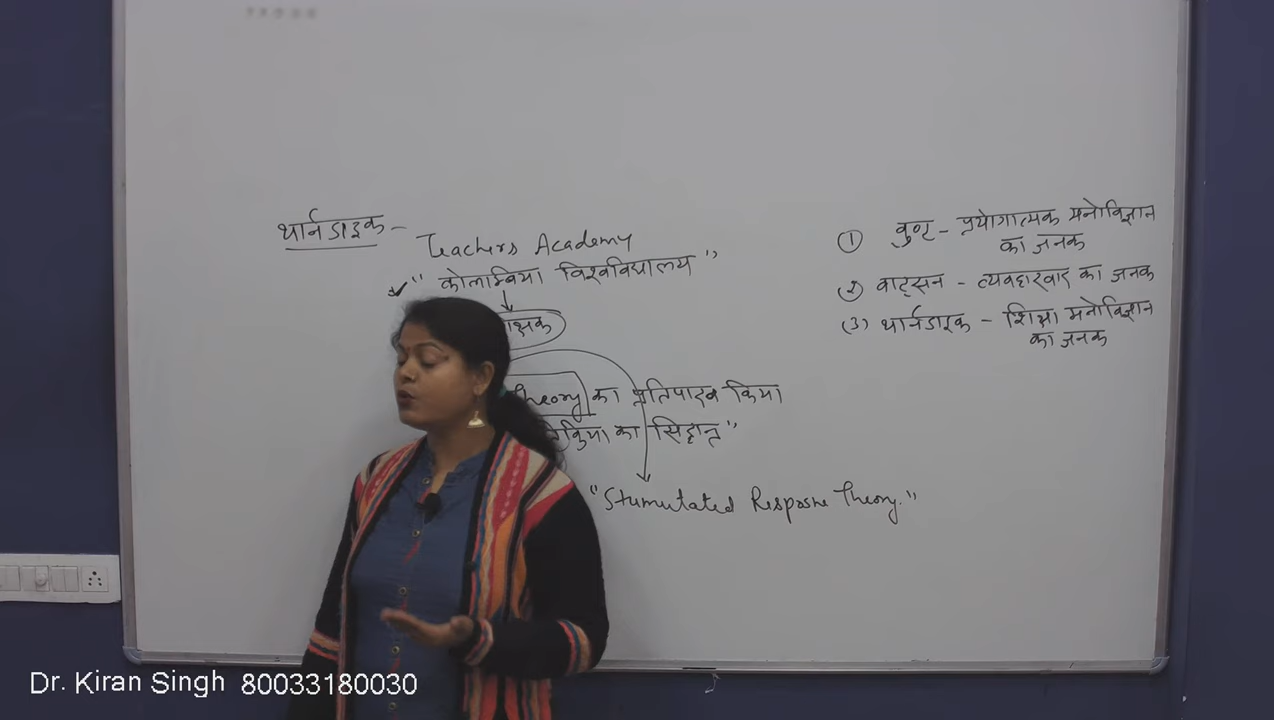 थार्नडाइक –
Teachers Academy
" कोलाम्बिया विश्वविद्यालय "
क्षक
Theory का प्रतिपादन किया
क्रिया का सिद्धान्त "
" Stumutated Response Theory. "
① वुण्ट – प्रयोगात्मक मनोविज्ञान
का जनक
② वाट्सन – व्यवहारवाद का जनक
(3) थार्नडाइक – शिक्षा मनोविज्ञान
का जनक
Dr. Kiran Singh 80033180030